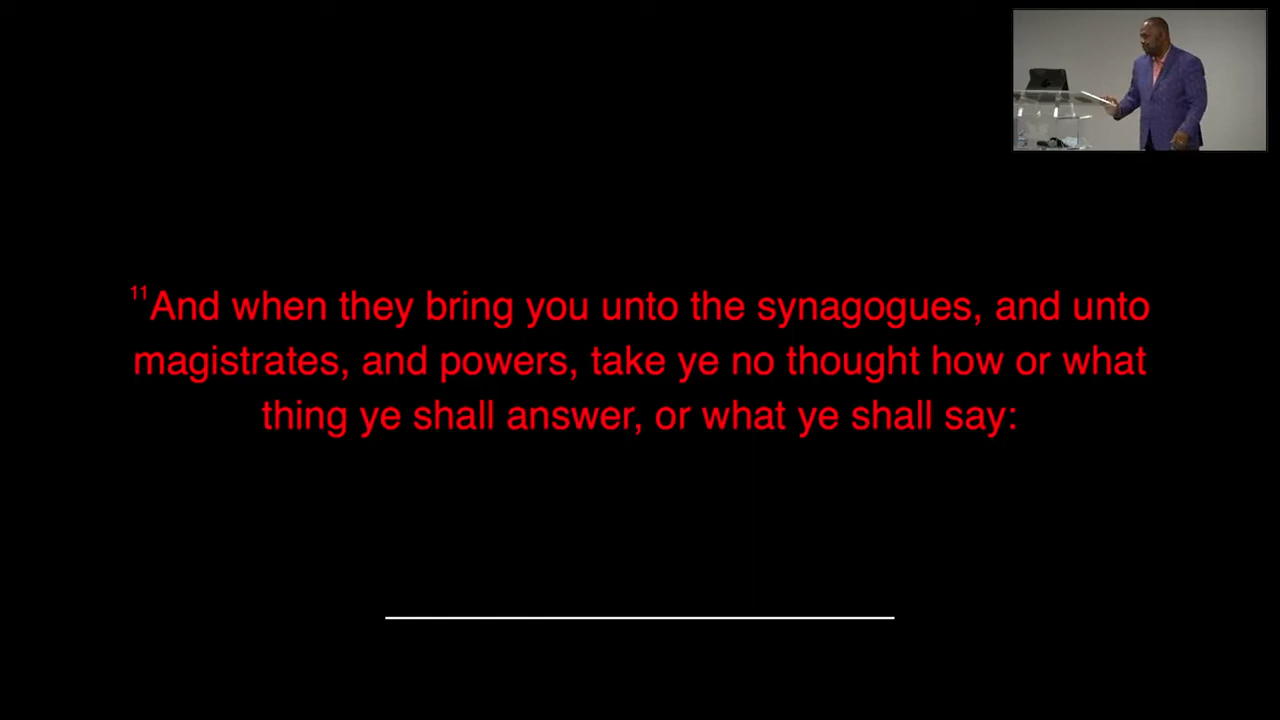 11And when they bring you unto the synagogues, and unto
magistrates, and powers, take ye no thought how or what
thing ye shall answer, or what ye shall say: